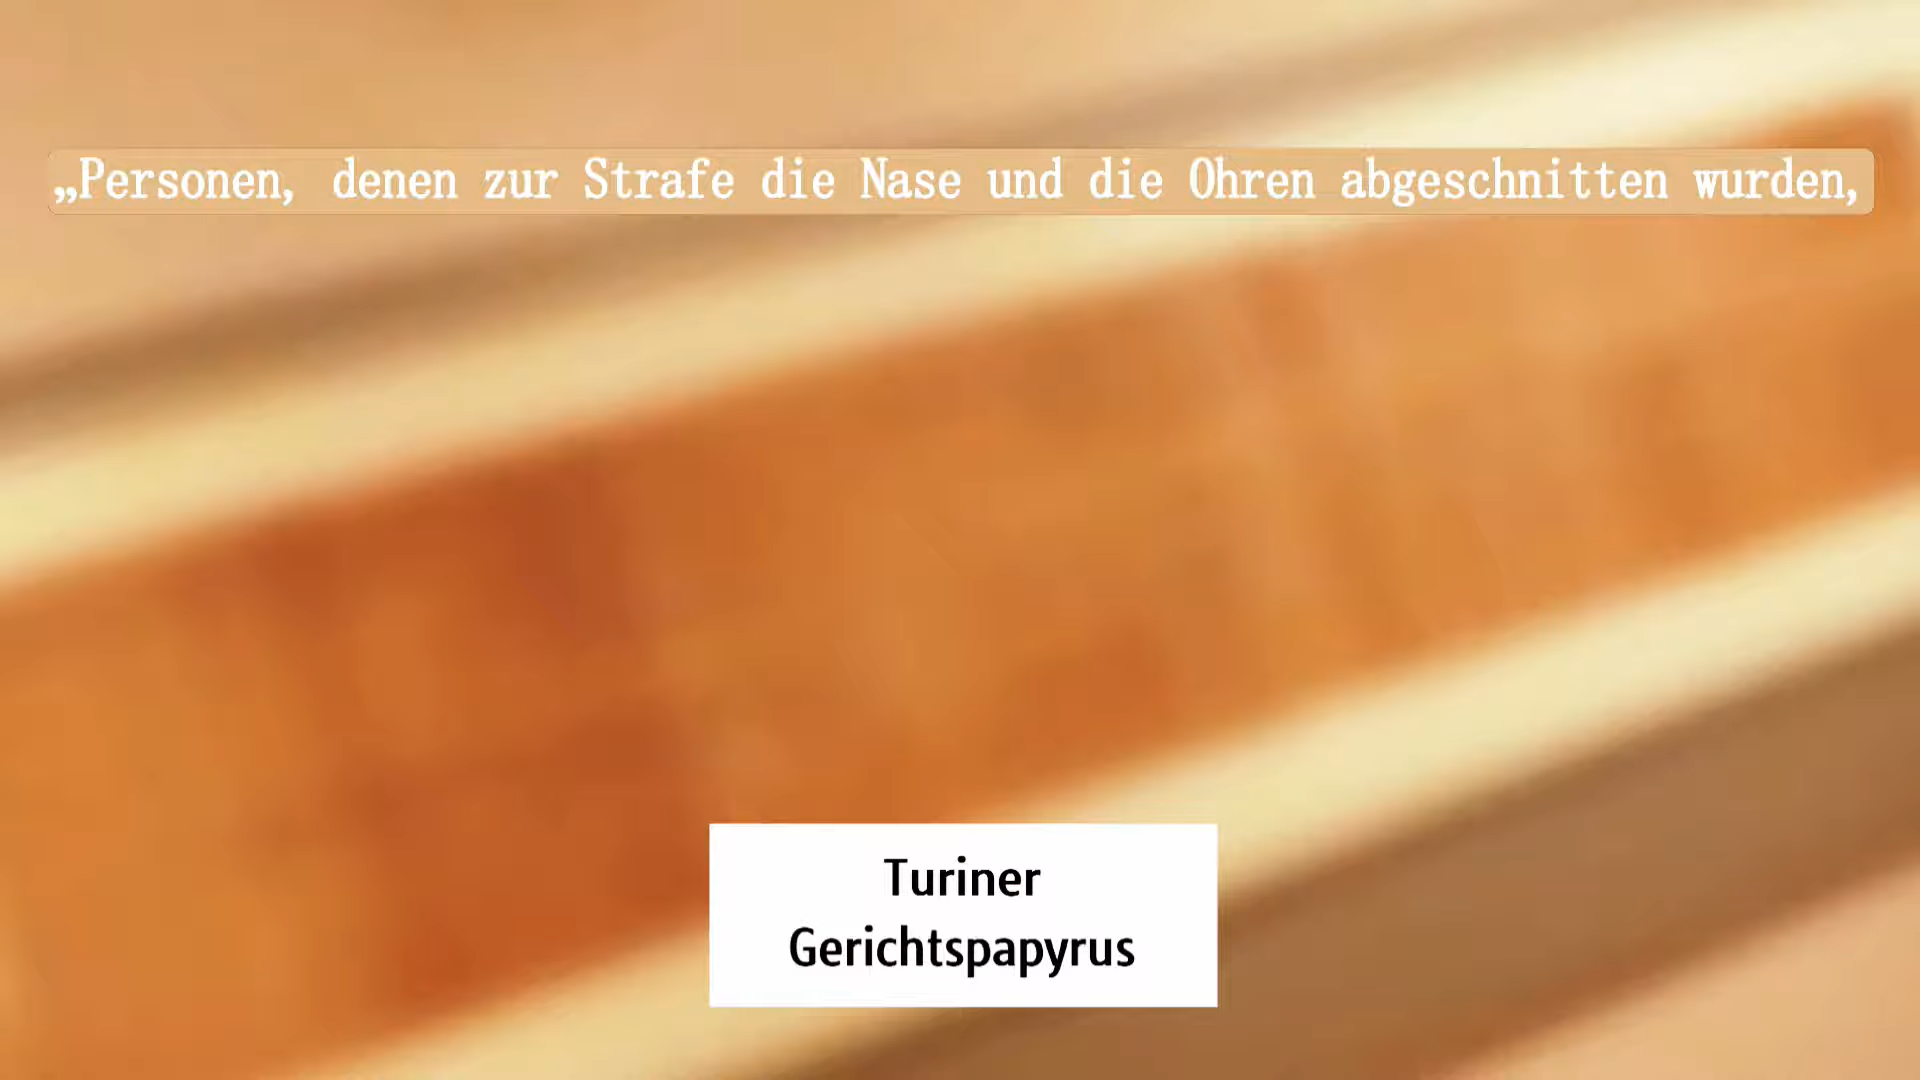 „Personen, denen zur Strafe die Nase und die Ohren abgeschnitten wurden,
Turiner
Gerichtspapyrus